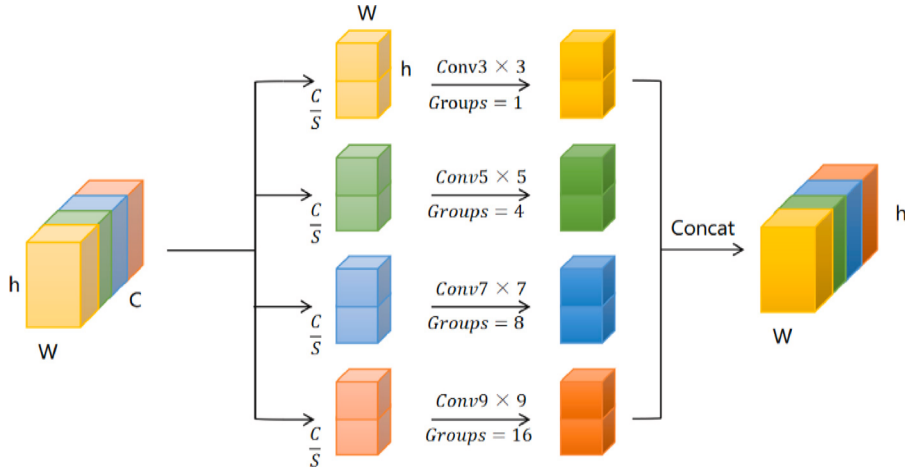 W
h
C
S
Conv3 × 3
Groups = 1
C
S
Conv5 × 5
Groups = 4
C
S
Conv7 × 7
Groups = 8
C
S
Conv9 × 9
Groups = 16
h
W
C
Concat
h
W